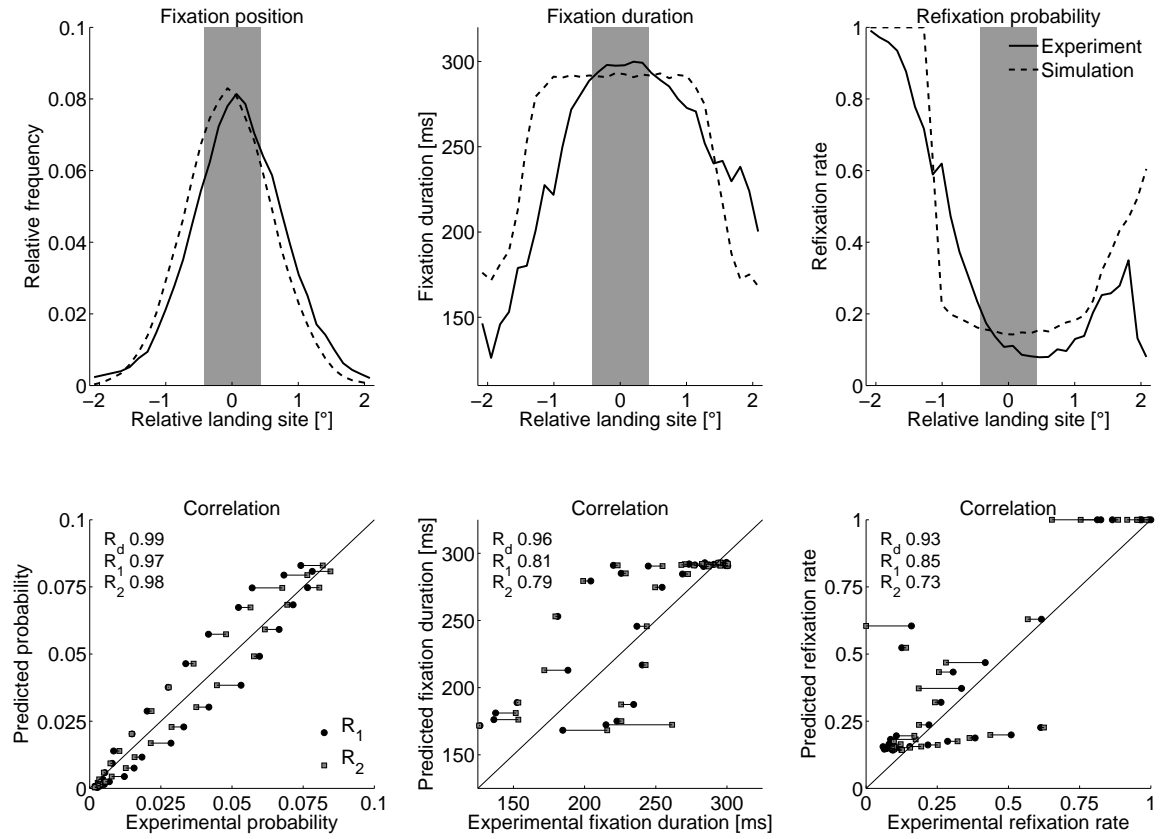 Fixation position
0.1
0.08
0.06
0.04
0.02
0
−2 −1 0 1 2
Relative frequency
Relative landing site [°]
Fixation duration
300
250
200
150
−2 −1 0 1 2
Fixation duration [ms]
Relative landing site [°]
Refixation probability
Experiment
Simulation
1
0.8
0.6
0.4
0.2
0
−2 −1 0 1 2
Refixation rate
Relative landing site [°]
Correlation
R_d 0.99
R_1 0.97
R_2 0.98
0.1
0.075
0.05
0.025
0
0 0.025 0.05 0.075 0.1
Predicted probability
Experimental probability
R_1
R_2
Correlation
R_d 0.96
R_1 0.81
R_2 0.79
300
250
200
150
150 200 250 300
Predicted fixation duration [ms]
Experimental fixation duration [ms]
Correlation
R_d 0.93
R_1 0.85
R_2 0.73
1
0.75
0.5
0.25
0
0 0.25 0.5 0.75 1
Predicted refixation rate
Experimental refixation rate